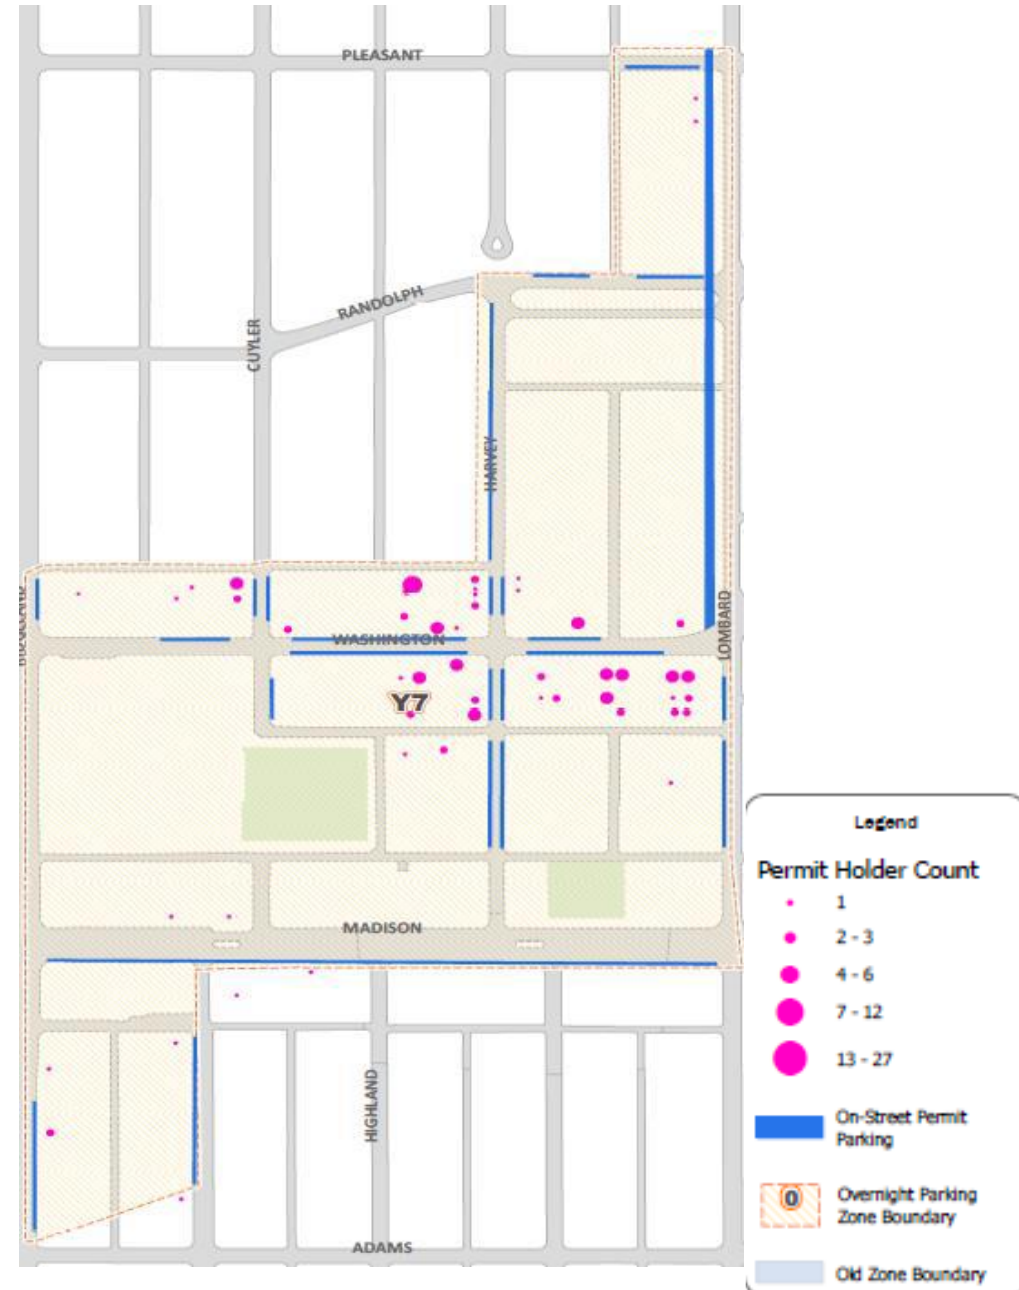 PLEASANT
RANDOLPH
CUYLER
HARVEY
WASHINGTON
LOMBARD
Y7
MADISON
HIGHLAND
ADAMS
Legend
Permit Holder Count
1
2 - 3
4 - 6
7 - 12
13 - 27
On-Street Permit
Parking
0
Overnight Parking
Zone Boundary
Old Zone Boundary